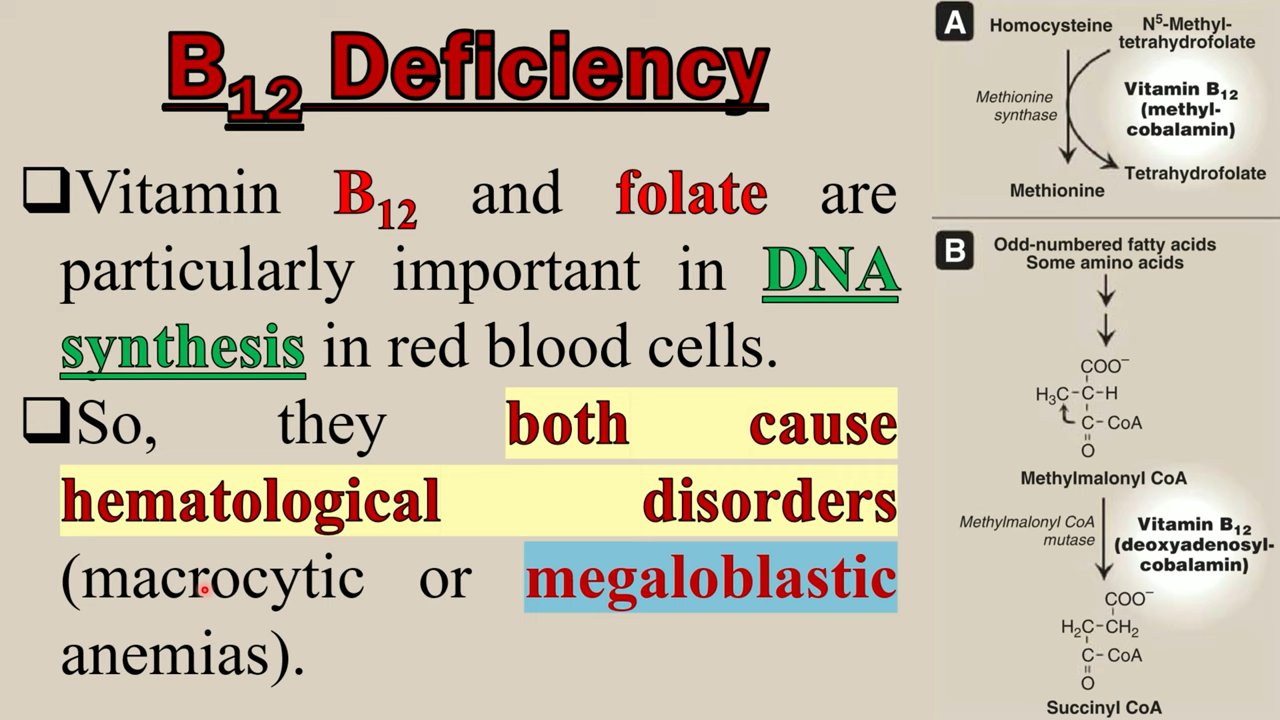 B₁₂ Deficiency
❑Vitamin B₁₂ and folate are
particularly important in DNA
synthesis in red blood cells.
❑So, they both cause
hematological disorders
(macrocytic or megaloblastic
anemias).
A
Homocysteine
N⁵-Methyl-
tetrahydrofolate
Methionine
synthase
Vitamin B₁₂
(methyl-
cobalamin)
Tetrahydrofolate
Methionine
B
Odd-numbered fatty acids
Some amino acids
COO⁻
H₃C-C-H
C-CoA
O
Methylmalonyl CoA
Methylmalonyl CoA
mutase
Vitamin B₁₂
(deoxyadenosyl-
cobalamin)
COO⁻
H₂C-CH₂
C-CoA
O
Succinyl CoA